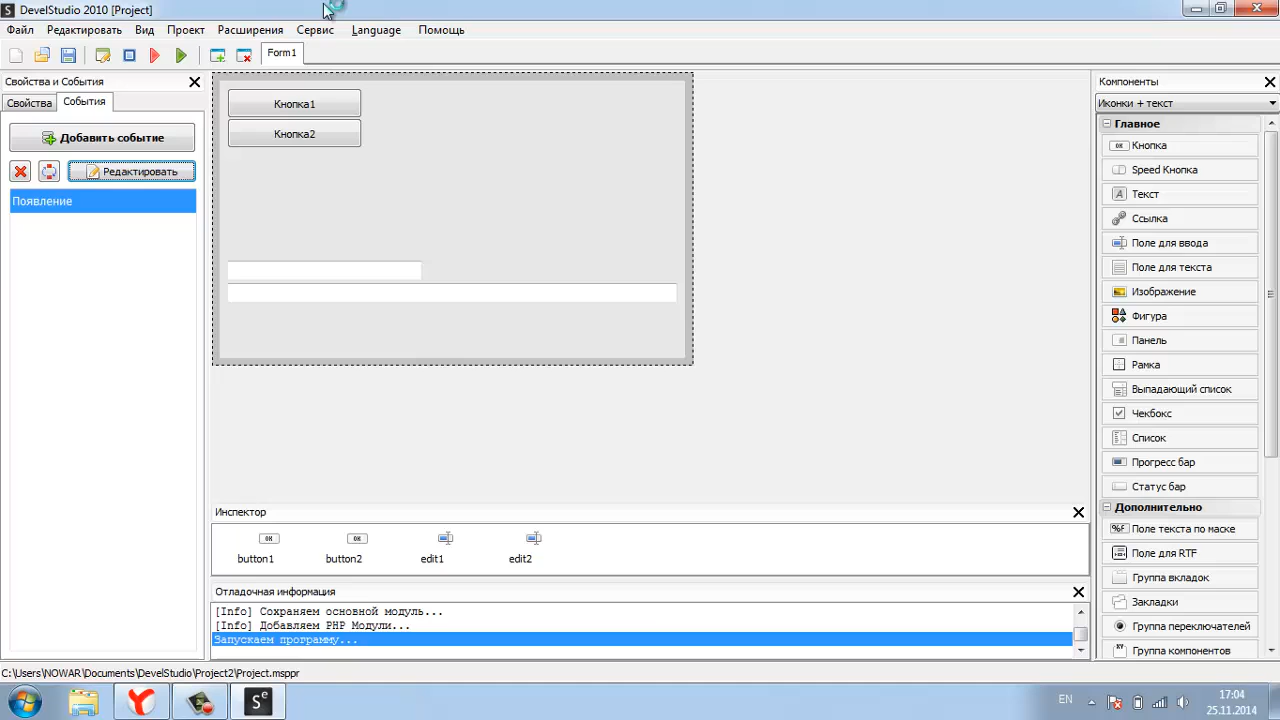 DevelStudio 2010 [Project]
Файл Редактировать Вид Проект Расширения Сервис Language Помощь
Form1
Свойства и События
Свойства События
Добавить событие
Редактировать
Появление
Кнопка1
Кнопка2
Инспектор
button1 button2 edit1 edit2
Отладочная информация
[Info] Сохраняем основной модуль...
[Info] Добавляем PHP Модули...
Запускаем программу...
Компоненты
Иконки + текст
Главное
Кнопка
Speed Кнопка
Текст
Ссылка
Поле для ввода
Поле для текста
Изображение
Фигура
Панель
Рамка
Выпадающий список
Чекбокс
Список
Прогресс бар
Статус бар
Дополнительно
Поле текста по маске
Поле для RTF
Группа вкладок
Закладки
Группа переключателей
Группа компонентов
C:\Users\NOWAR\Documents\DevelStudio\Project2\Project.msppr
EN
17:04
25.11.2014